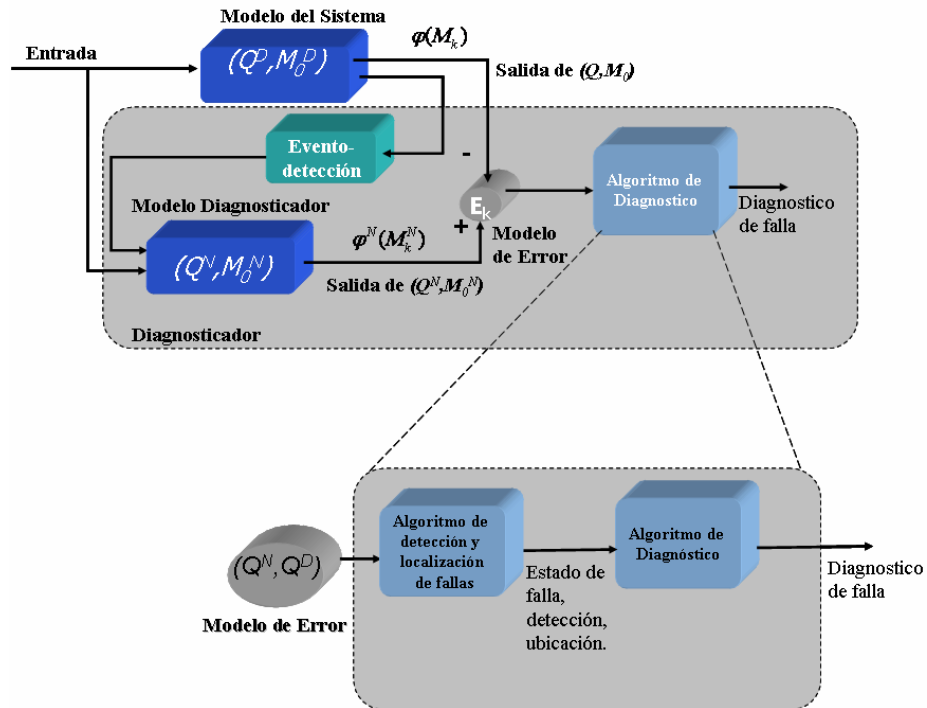 Modelo del Sistema
Entrada
(Q^D,M_0^D)
φ(M_k)
Salida de (Q,M_0)
Evento-
detección
-
Algoritmo de
Diagnostico
Diagnostico
de falla
E_k
+
Modelo
de Error
Modelo Diagnosticador
(Q^N,M_0^N)
φ^N(M_k^N)
Salida de (Q^N,M_0^N)
Diagnosticador
Algoritmo de
detección y
localización
de fallas
Algoritmo de
Diagnóstico
(Q^N,Q^D)
Modelo de Error
Estado de
falla,
detección,
ubicación.
Diagnostico
de falla